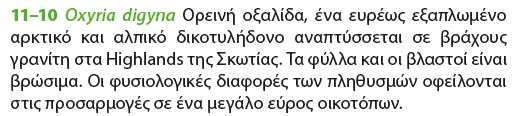 11–10 Oxyria digyna Ορεινή οξαλίδα, ένα ευρέως εξαπλωμένο
αρκτικό και αλπικό δικοτυλήδονο αναπτύσσεται σε βράχους
γρανίτη στα Highlands της Σκωτίας. Τα φύλλα και οι βλαστοί είναι
βρώσιμα. Οι φυσιολογικές διαφορές των πληθυσμών οφείλονται
στις προσαρμογές σε ένα μεγάλο εύρος οικοτόπων.